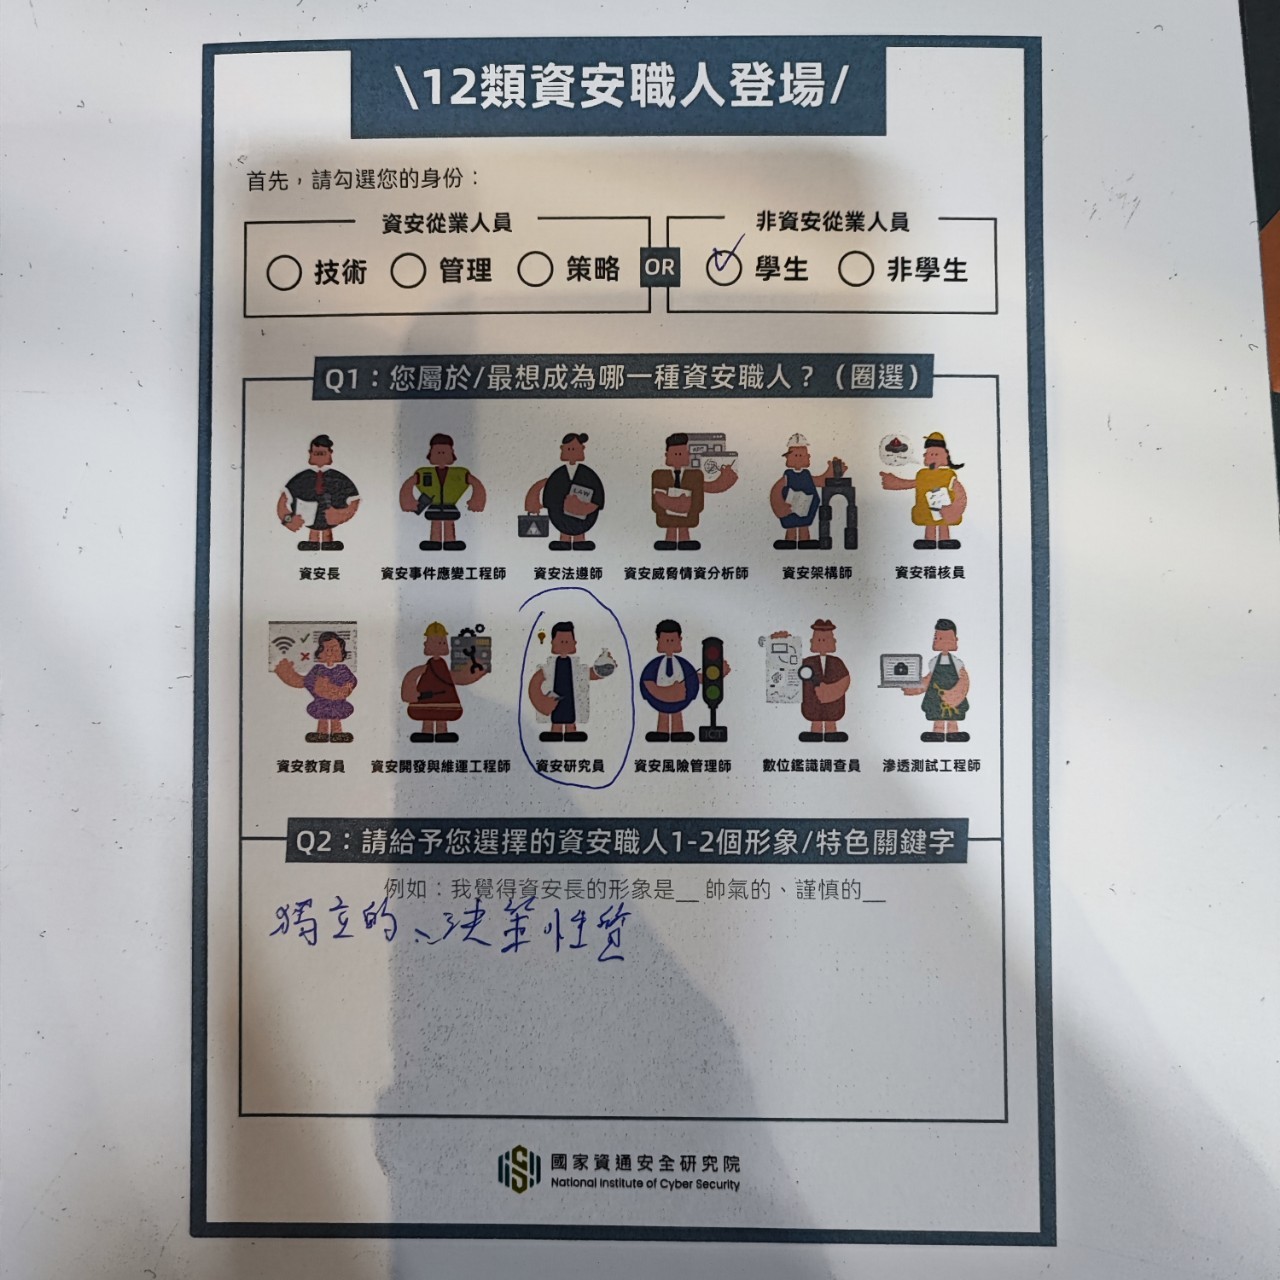 \12類資安職人登場/
首先，請勾選您的身份：
資安從業人員
非資安從業人員
技術 管理 策略 OR 學生 非學生
Q1：您屬於/最想成為哪一種資安職人？（圈選）
LAW
資安長 資安事件應變工程師 資安法遵師 資安威脅情資分析師 資安架構師 資安稽核員
ICT
資安教育員 資安開發與維運工程師 資安研究員 資安風險管理師 數位鑑識調查員 滲透測試工程師
Q2：請給予您選擇的資安職人1-2個形象/特色關鍵字
例如：我覺得資安長的形象是__ 帥氣的、謹慎的__
獨立的、決策性質
國家資通安全研究院
National Institute of Cyber Security